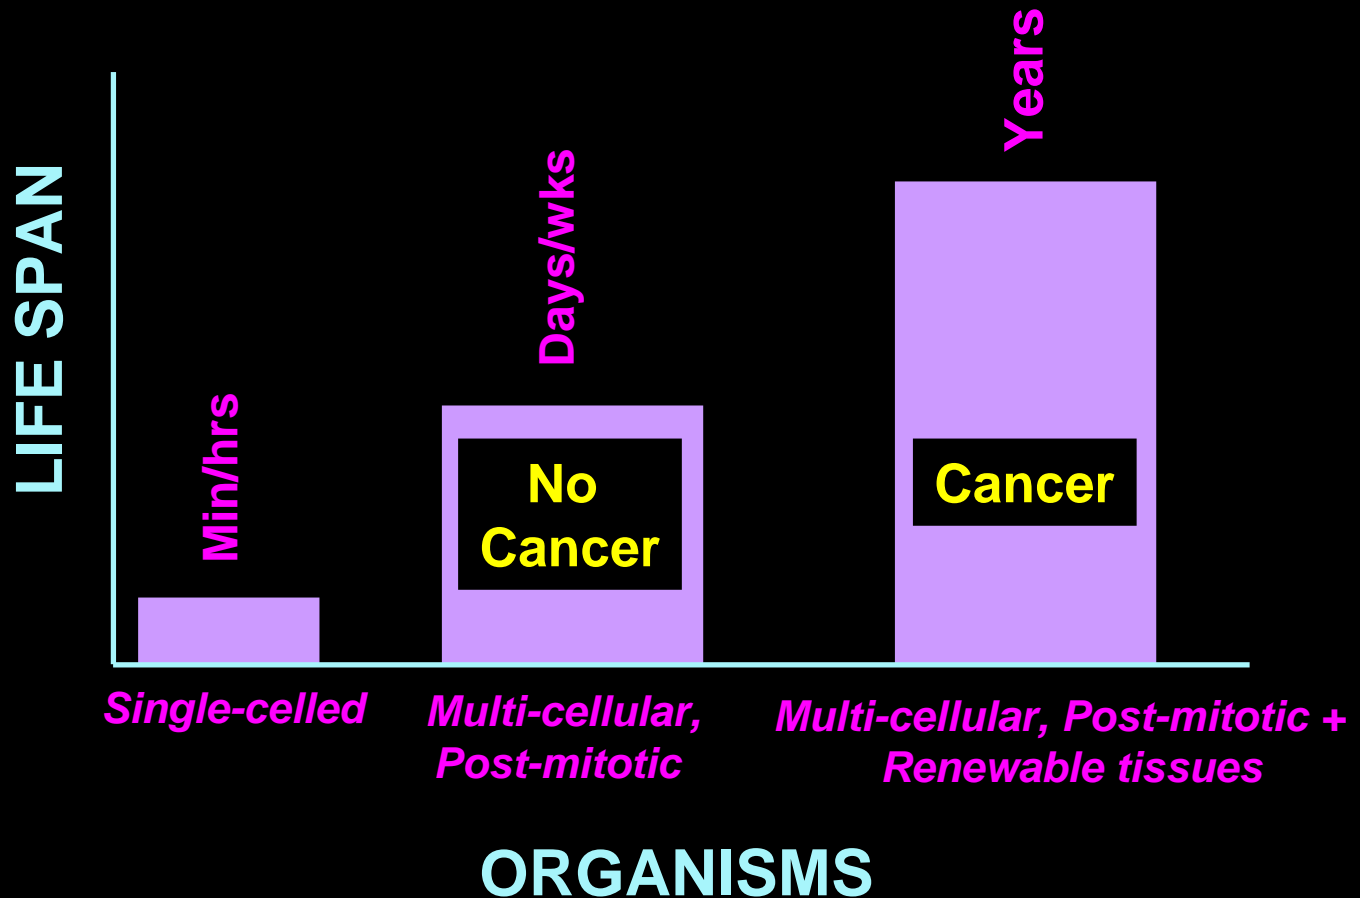 LIFE SPAN
Min/hrs
Days/wks
Years
No
Cancer
Cancer
Single-celled
Multi-cellular,
Post-mitotic
Multi-cellular, Post-mitotic +
Renewable tissues
ORGANISMS